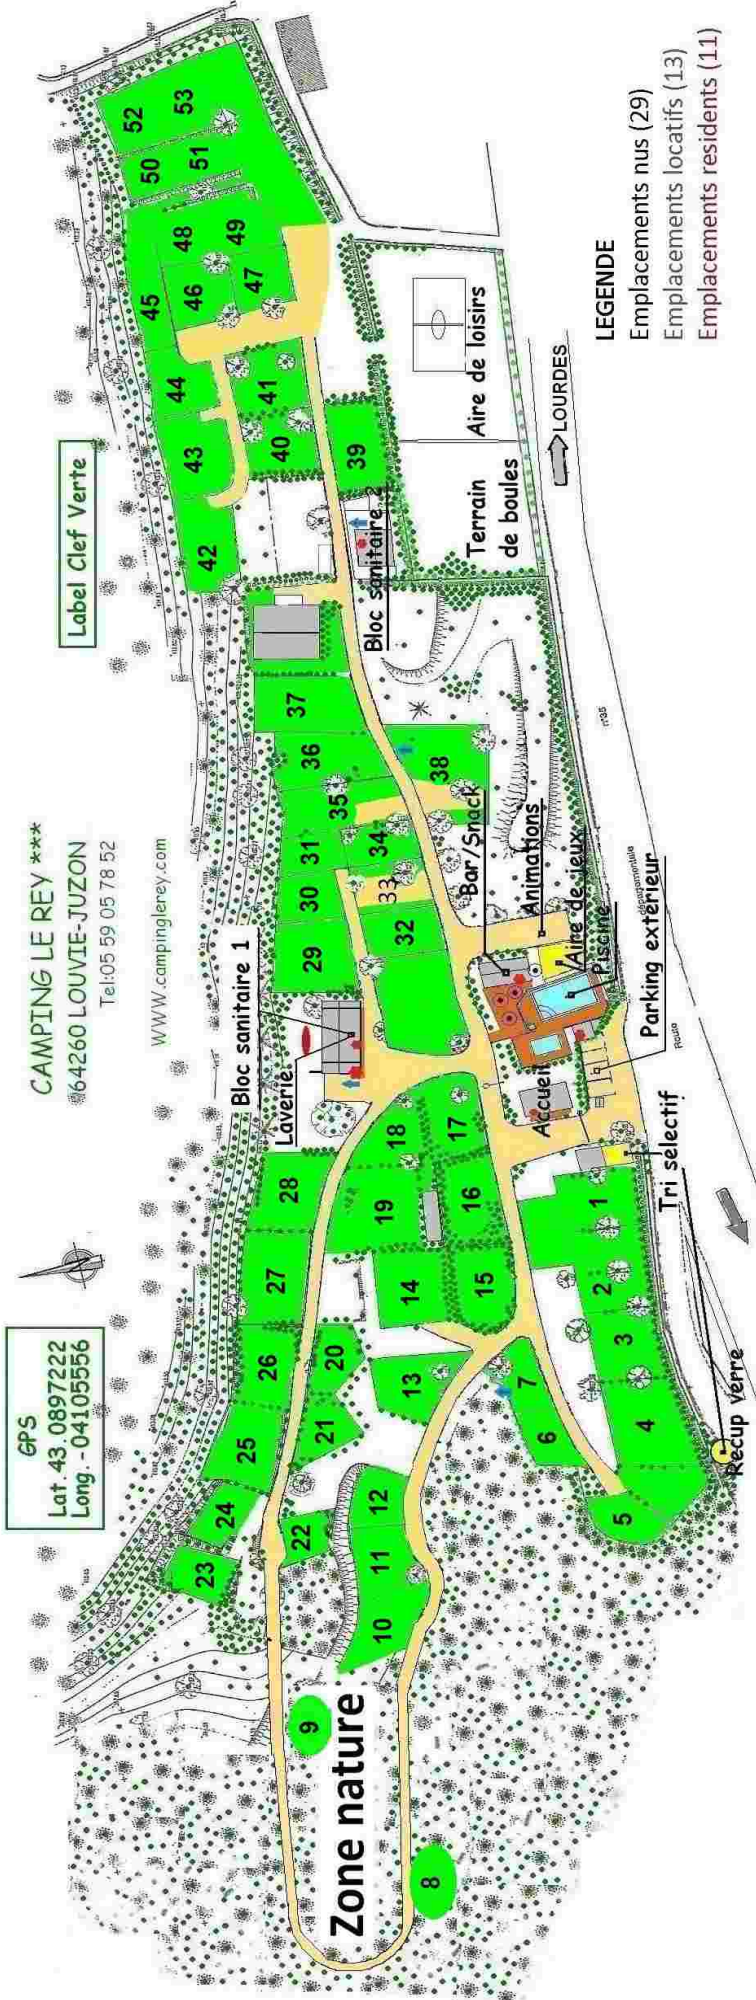 CAMPING LE REY ***
64260 LOUVIE-JUZON
Tel:05 59 05 78 52
WWW.campinglerey.com
GPS
Lat. 43.0897222
Long. -04105556
Label Clef Verte
52
53
50
51
48
49
45
46
47
44
41
43
40
39
42
37
36
38
35
31
34
30
33
29
32
28
18
17
27
19
16
26
14
15
1
20
2
25
13
3
21
7
24
6
4
22
12
5
23
11
10
9
8
Zone nature
Bloc sanitaire 1
Laverie
Bloc sanitaire 2
Aire de loisirs
Terrain
de boules
LOURDES
n°35
Bar/Snack
Animations
Aire de jeux
Piscine
Parking extérieur
départementale
Route
Accueil
Tri sélectif
Récup verre
LEGENDE
Emplacements nus (29)
Emplacements locatifs (13)
Emplacements residents (11)